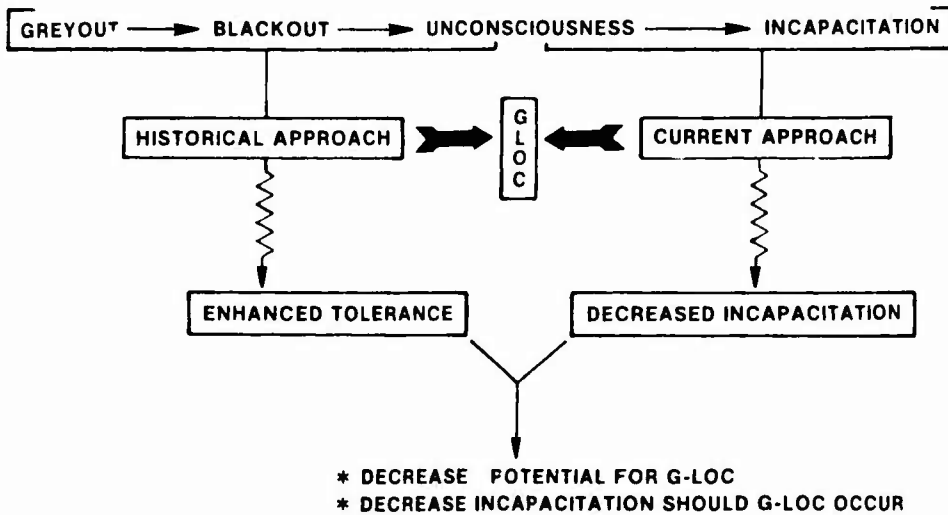 GREYOUT BLACKOUT UNCONSCIOUSNESS INCAPACITATION
HISTORICAL APPROACH
GLOC
CURRENT APPROACH
ENHANCED TOLERANCE
DECREASED INCAPACITATION
* DECREASE POTENTIAL FOR G-LOC
* DECREASE INCAPACITATION SHOULD G-LOC OCCUR